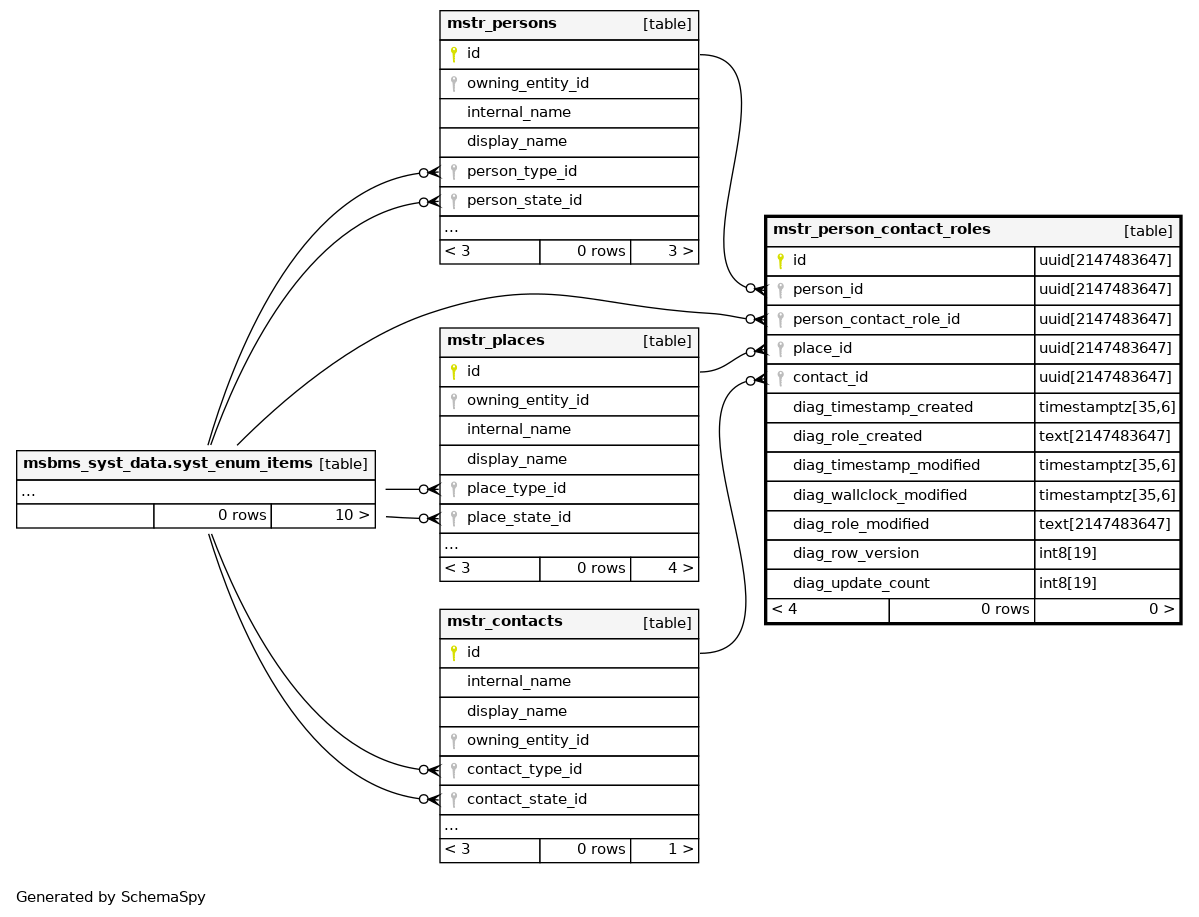 mstr_persons [table]
id
owning_entity_id
internal_name
display_name
person_type_id
person_state_id
...
< 3 0 rows 3 >
mstr_person_contact_roles [table]
id uuid[2147483647]
person_id uuid[2147483647]
person_contact_role_id uuid[2147483647]
place_id uuid[2147483647]
contact_id uuid[2147483647]
diag_timestamp_created timestamptz[35,6]
diag_role_created text[2147483647]
diag_timestamp_modified timestamptz[35,6]
diag_wallclock_modified timestamptz[35,6]
diag_role_modified text[2147483647]
diag_row_version int8[19]
diag_update_count int8[19]
< 4 0 rows 0 >
mstr_places [table]
id
owning_entity_id
internal_name
display_name
place_type_id
place_state_id
...
< 3 0 rows 4 >
msbms_syst_data.syst_enum_items [table]
...
0 rows 10 >
mstr_contacts [table]
id
internal_name
display_name
owning_entity_id
contact_type_id
contact_state_id
...
< 3 0 rows 1 >
Generated by SchemaSpy